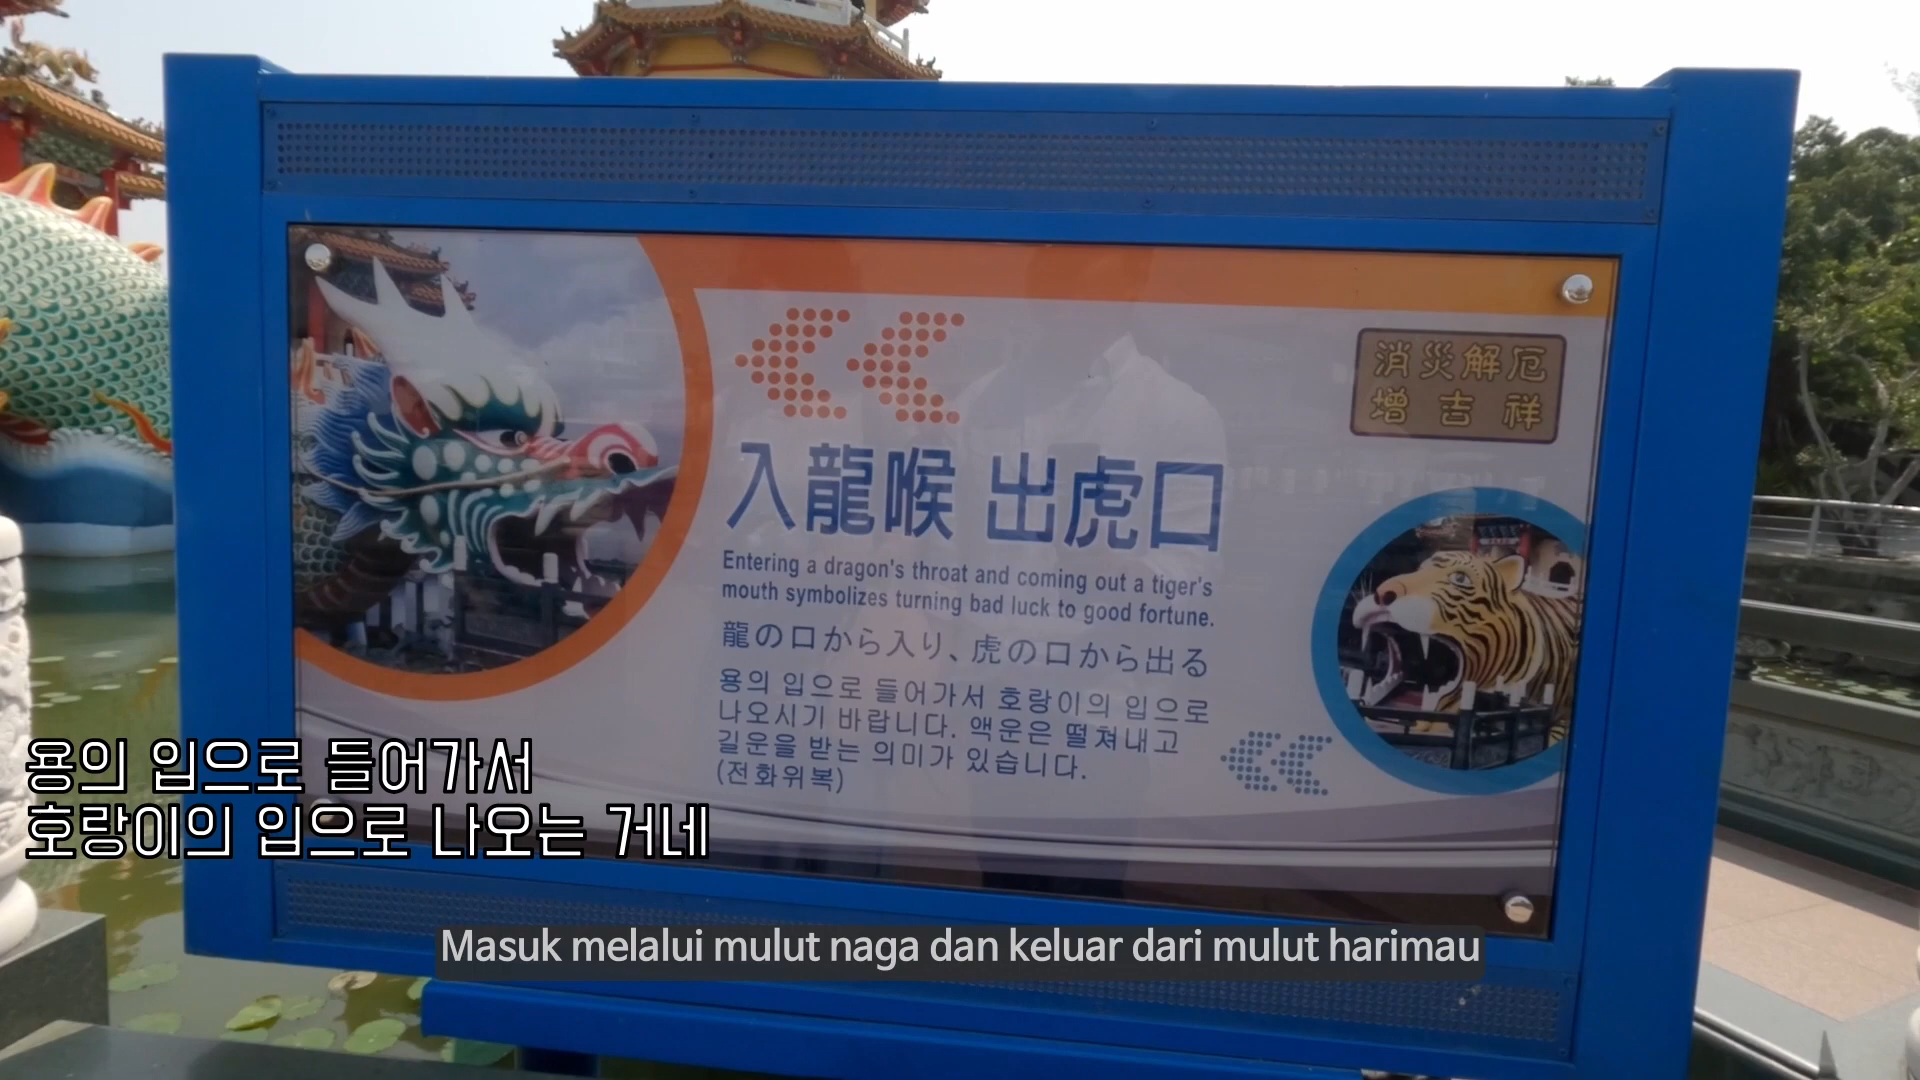 消災解厄
增吉祥
入龍喉 出虎口
Entering a dragon's throat and coming out a tiger's
mouth symbolizes turning bad luck to good fortune.
龍の口から入り、虎の口から出る
용의 입으로 들어가서 호랑이의 입으로
나오시기 바랍니다. 액운은 떨쳐내고
길운을 받는 의미가 있습니다.
(전화위복)
용의 입으로 들어가서
호랑이의 입으로 나오는 거네
Masuk melalui mulut naga dan keluar dari mulut harimau